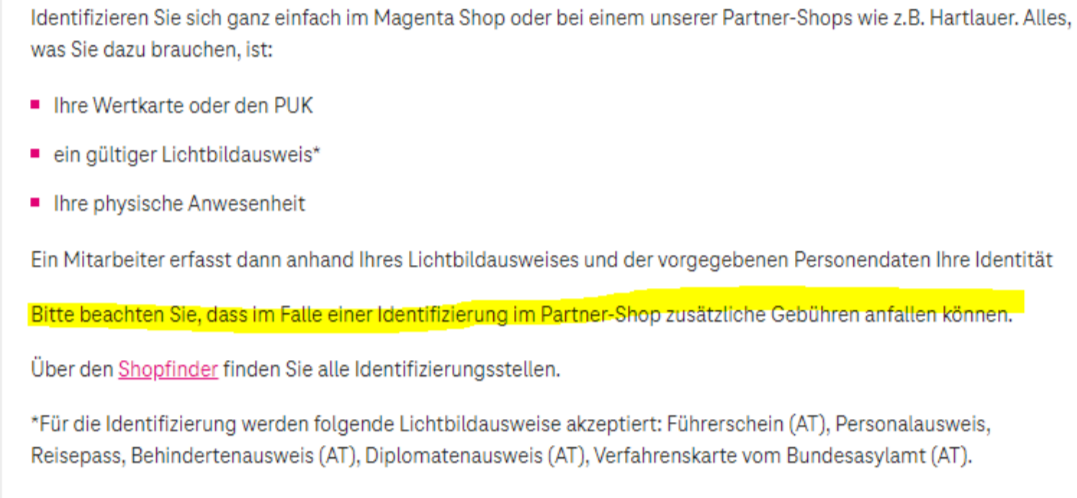 Identifizieren Sie sich ganz einfach im Magenta Shop oder bei einem unserer Partner-Shops wie z.B. Hartlauer. Alles,
was Sie dazu brauchen, ist:
Ihre Wertkarte oder den PUK
ein gültiger Lichtbildausweis*
Ihre physische Anwesenheit
Ein Mitarbeiter erfasst dann anhand Ihres Lichtbildausweises und der vorgegebenen Personendaten Ihre Identität
Bitte beachten Sie, dass im Falle einer Identifizierung im Partner-Shop zusätzliche Gebühren anfallen können.
Über den Shopfinder finden Sie alle Identifizierungsstellen.
*Für die Identifizierung werden folgende Lichtbildausweise akzeptiert: Führerschein (AT), Personalausweis,
Reisepass, Behindertenausweis (AT), Diplomatenausweis (AT), Verfahrenskarte vom Bundesasylamt (AT).